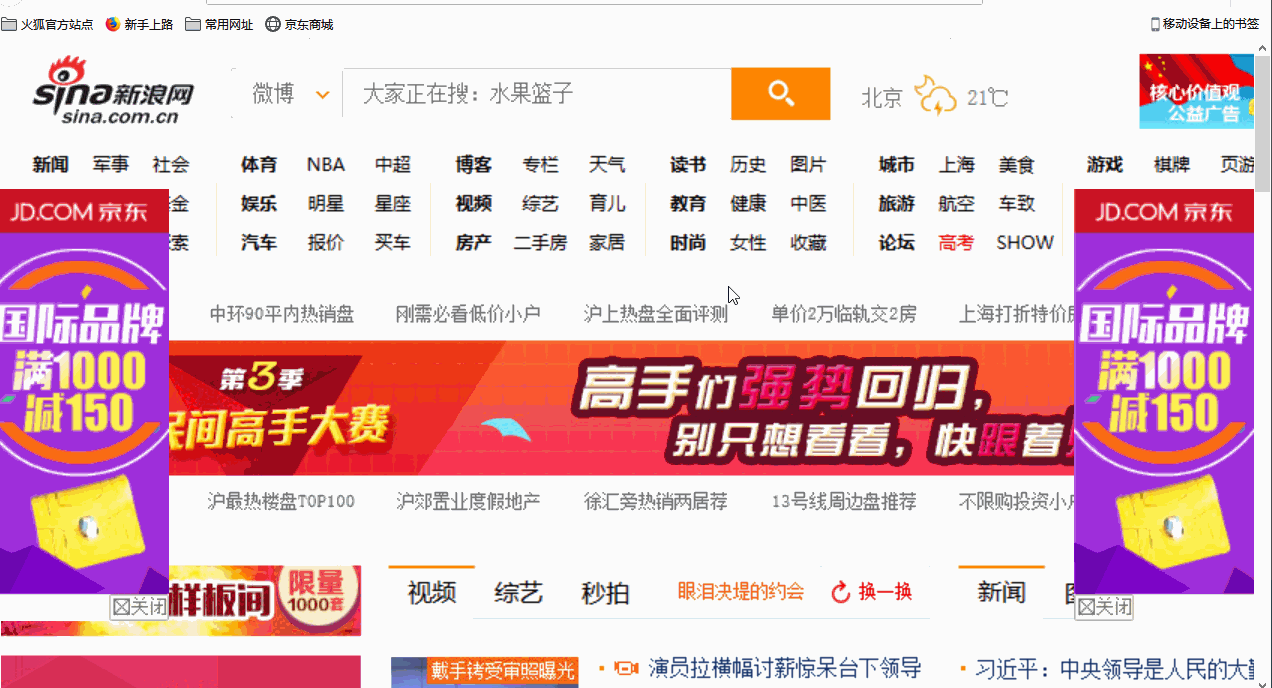 火狐官方站点 新手上路 常用网址 京东商城 移动设备上的书签
sina新浪网
sina.com.cn
微博 大家正在搜：水果篮子 北京 21℃
核心价值观
公益广告
新闻 军事 社会 体育 NBA 中超 博客 专栏 天气 读书 历史 图片 城市 上海 美食 游戏 棋牌 页游
金 娱乐 明星 星座 视频 综艺 育儿 教育 健康 中医 旅游 航空 车致
汽车 报价 买车 房产 二手房 家居 时尚 女性 收藏 论坛 高考 SHOW
JD.COM 京东
国际品牌
满1000
减150
关闭
JD.COM 京东
国际品牌
满1000
减150
关闭
中环90平内热销盘 刚需必看低价小户 沪上热盘全面评测 单价2万临轨交2房 上海打折特价
第3季
民间高手大赛
高手们强势回归，
别只想看看，快跟着
沪最热楼盘TOP100 沪郊置业度假地产 徐汇旁热销两居荐 13号线周边盘推荐 不限购投资小
样板间 限量
1000套
视频 综艺 秒拍 眼泪决堤的约会 换一换 新闻
戴手铐受审照曝光 演员拉横幅讨薪惊呆台下领导 习近平：中央领导是人民的大勤